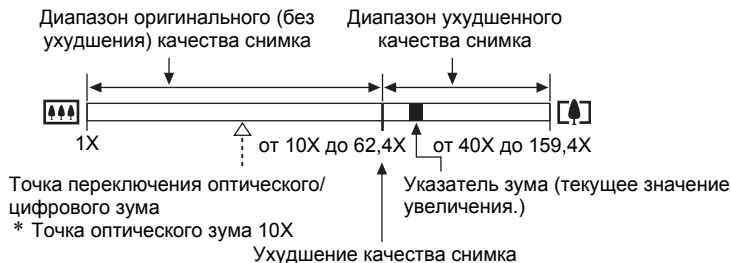 Диапазон оригинального (без
ухудшения) качества снимка
Диапазон ухудшенного
качества снимка
1X
от 10X до 62,4X
от 40X до 159,4X
Точка переключения оптического/
цифрового зума
* Точка оптического зума 10X
Указатель зума (текущее значение
увеличения.)
Ухудшение качества снимка